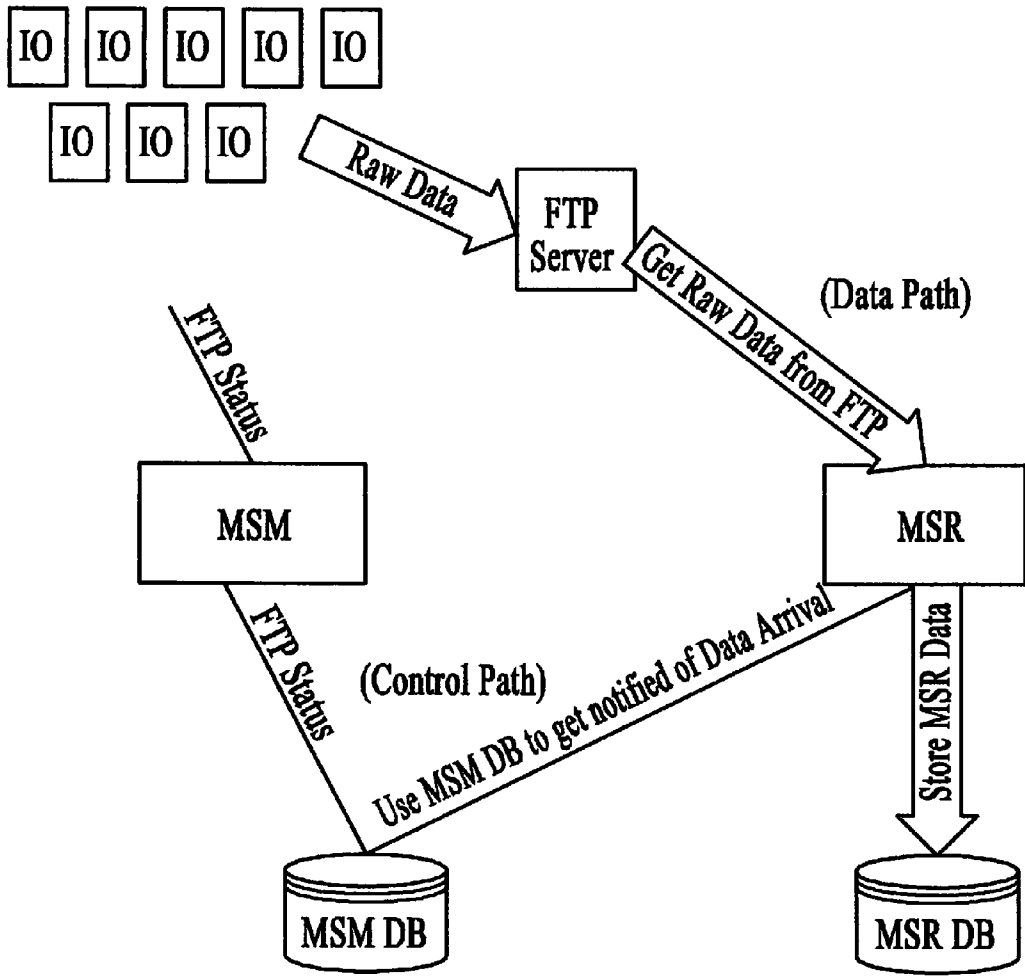 IO IO IO IO IO
IO IO IO
Raw Data
FTP
Server
Get Raw Data from FTP
(Data Path)
FTP Status
MSM
MSR
FTP Status
(Control Path)
Use MSM DB to get notified of Data Arrival
Store MSR Data
MSM DB
MSR DB